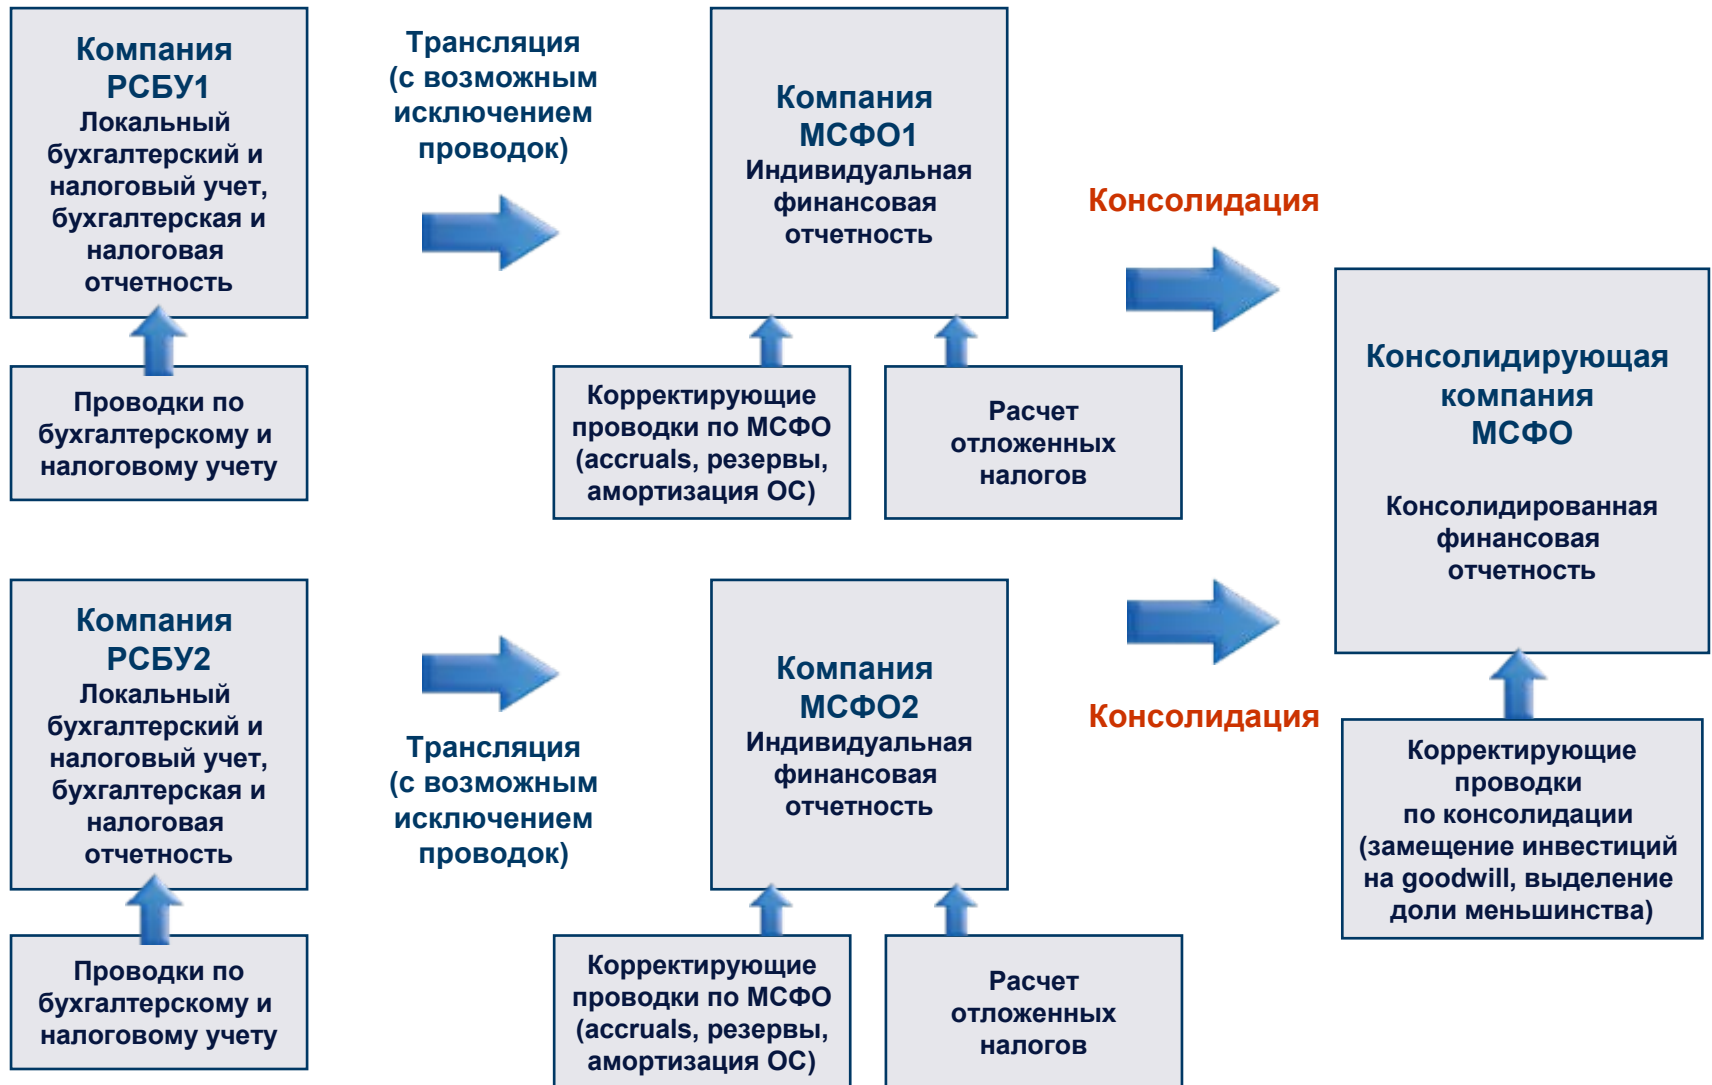 Компания
РСБУ1
Локальный
бухгалтерский и
налоговый учет,
бухгалтерская и
налоговая
отчетность
Проводки по
бухгалтерскому и
налоговому учету
Трансляция
(с возможным
исключением
проводок)
Компания
МСФО1
Индивидуальная
финансовая
отчетность
Корректирующие
проводки по МСФО
(accruals, резервы,
амортизация ОС)
Расчет
отложенных
налогов
Консолидация
Консолидирующая
компания
МСФО
Консолидированная
финансовая
отчетность
Компания
РСБУ2
Локальный
бухгалтерский и
налоговый учет,
бухгалтерская и
налоговая
отчетность
Проводки по
бухгалтерскому и
налоговому учету
Трансляция
(с возможным
исключением
проводок)
Компания
МСФО2
Индивидуальная
финансовая
отчетность
Корректирующие
проводки по МСФО
(accruals, резервы,
амортизация ОС)
Расчет
отложенных
налогов
Консолидация
Корректирующие
проводки
по консолидации
(замещение инвестиций
на goodwill, выделение
доли меньшинства)